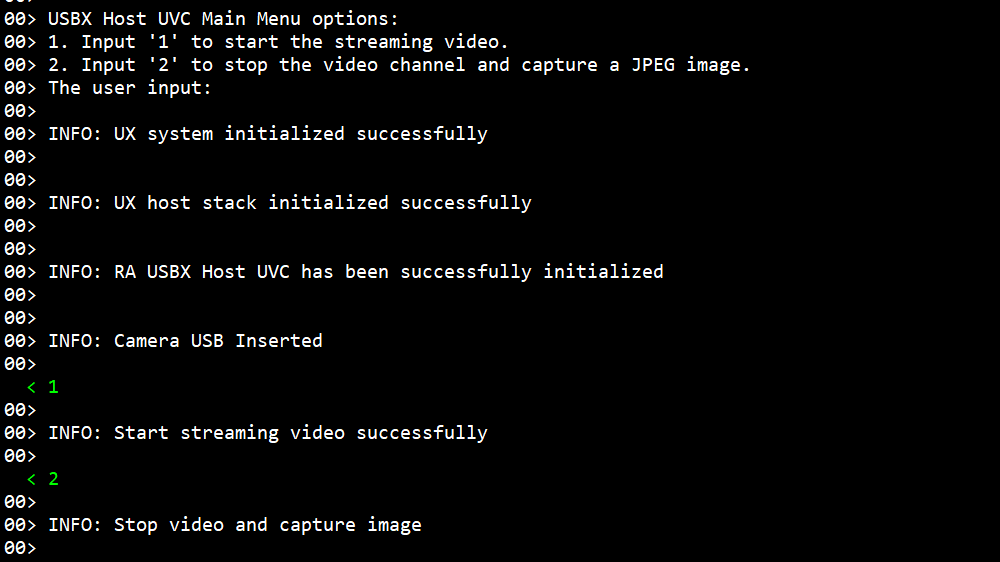 00> USBX Host UVC Main Menu options:
00> 1. Input '1' to start the streaming video.
00> 2. Input '2' to stop the video channel and capture a JPEG image.
00> The user input:
00>
00> INFO: UX system initialized successfully
00>
00>
00> INFO: UX host stack initialized successfully
00>
00>
00> INFO: RA USBX Host UVC has been successfully initialized
00>
00>
00> INFO: Camera USB Inserted
00>
< 1
00>
00> INFO: Start streaming video successfully
00>
< 2
00>
00> INFO: Stop video and capture image
00>